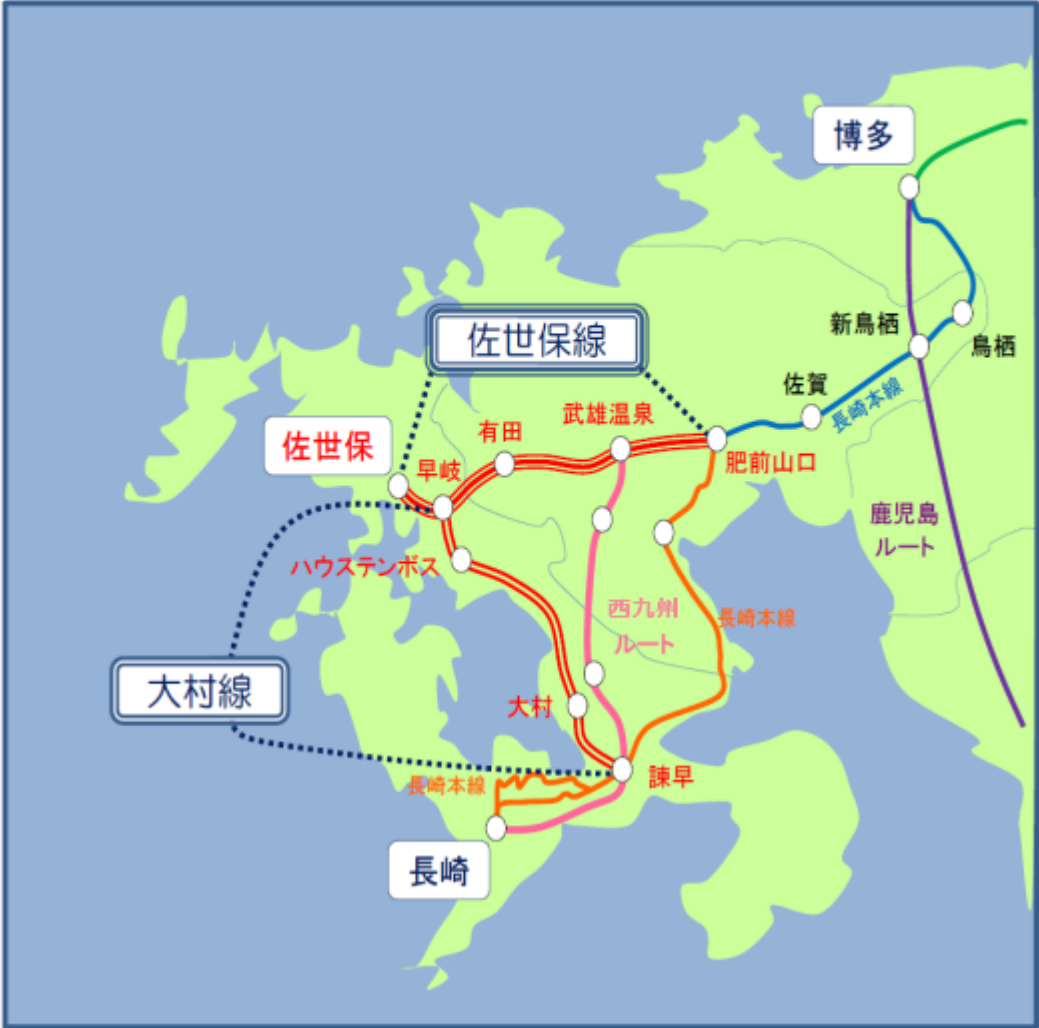 博多
新鳥栖
鳥栖
佐世保線
佐賀
長崎本線
武雄温泉
有田
佐世保
早岐
肥前山口
鹿児島
ルート
ハウステンボス
西九州
ルート
長崎本線
大村線
大村
諫早
長崎本線
長崎